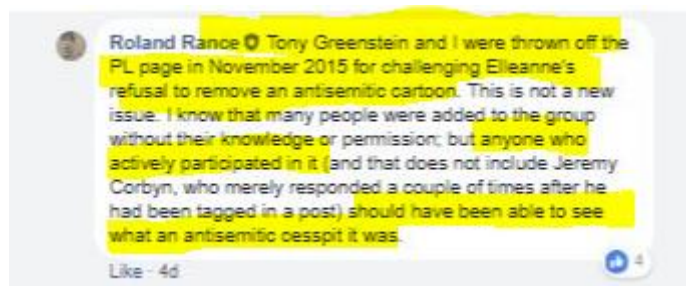 Roland Rance Tony Greenstein and I were thrown off the
PL page in November 2015 for challenging Elleanne's
refusal to remove an antisemitic cartoon. This is not a new
issue. I know that many people were added to the group
without their knowledge or permission; but anyone who
actively participated in it (and that does not include Jeremy
Corbyn, who merely responded a couple of times after he
had been tagged in a post) should have been able to see
what an antisemitic cesspit it was.
4
Like · 4d